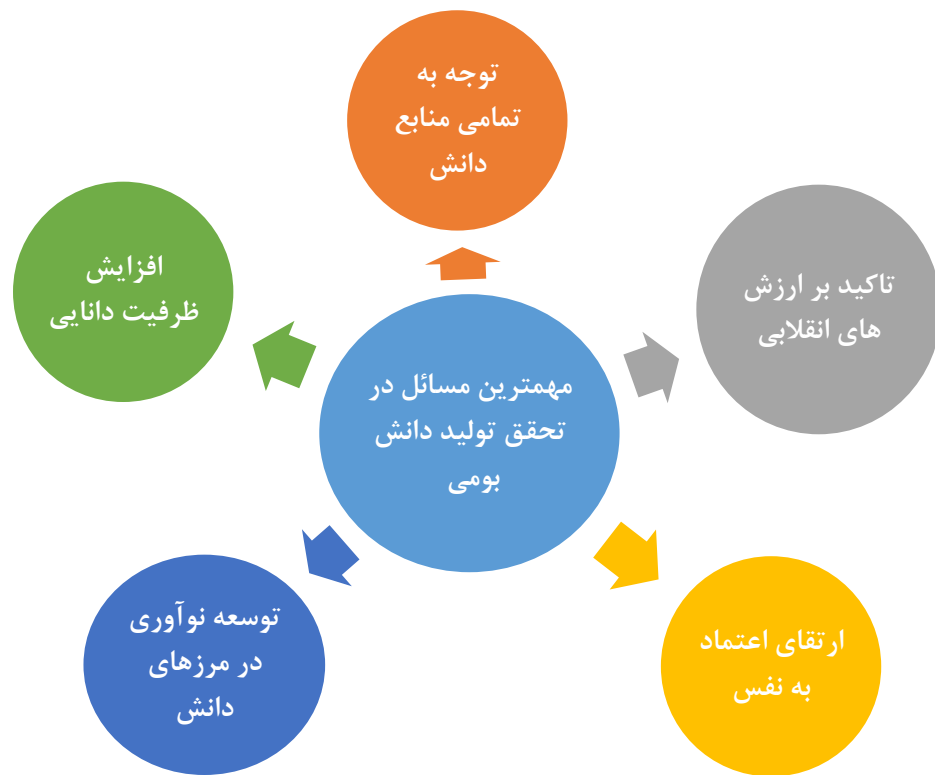 توجه به
تمامی منابع
دانش
تاکید بر ارزش
های انقلابی
افزایش
ظرفیت دانایی
مهمترین مسائل در
تحقق تولید دانش
بومی
ارتقای اعتماد
به نفس
توسعه نوآوری
در مرزهای
دانش